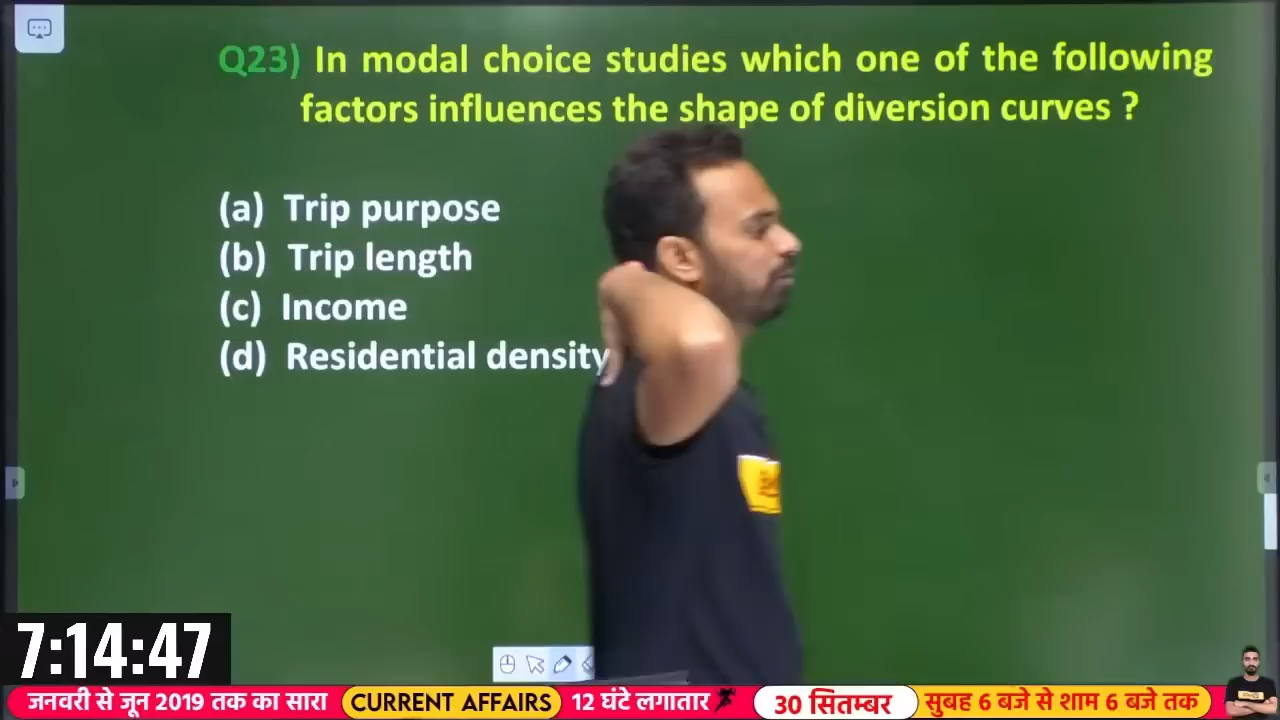 Q23) In modal choice studies which one of the following
factors influences the shape of diversion curves ?
(a) Trip purpose
(b) Trip length
(c) Income
(d) Residential density
7:14:47
जनवरी से जून 2019 तक का सारा CURRENT AFFAIRS 12 घंटे लगातार 30 सितम्बर सुबह 6 बजे से शाम 6 बजे तक